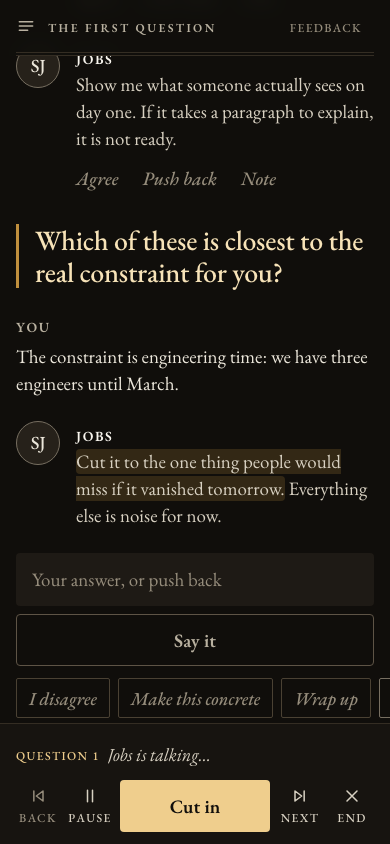 THE FIRST QUESTION
FEEDBACK
SJ
JOBS
Show me what someone actually sees on
day one. If it takes a paragraph to explain,
it is not ready.
Agree
Push back
Note
Which of these is closest to the
real constraint for you?
YOU
The constraint is engineering time: we have three
engineers until March.
SJ
JOBS
Cut it to the one thing people would
miss if it vanished tomorrow. Everything
else is noise for now.
Your answer, or push back
Say it
I disagree
Make this concrete
Wrap up
QUESTION 1 Jobs is talking...
BACK
PAUSE
Cut in
NEXT
END